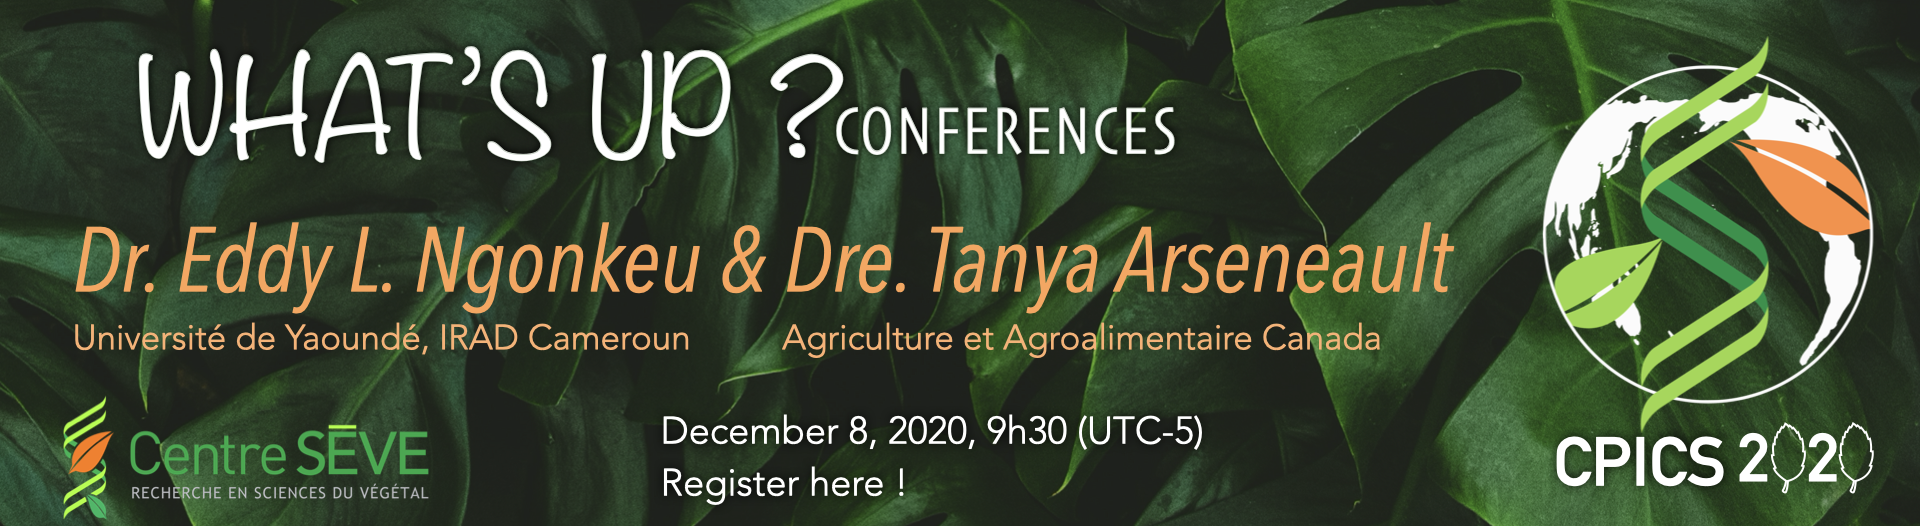 WHAT'S UP ? CONFERENCES
Dr. Eddy L. Ngonkeu & Dre. Tanya Arseneault
Université de Yaoundé, IRAD Cameroun
Agriculture et Agroalimentaire Canada
December 8, 2020, 9h30 (UTC-5)
Register here !
Centre SĒVE
RECHERCHE EN SCIENCES DU VÉGÉTAL
CPICS 2020